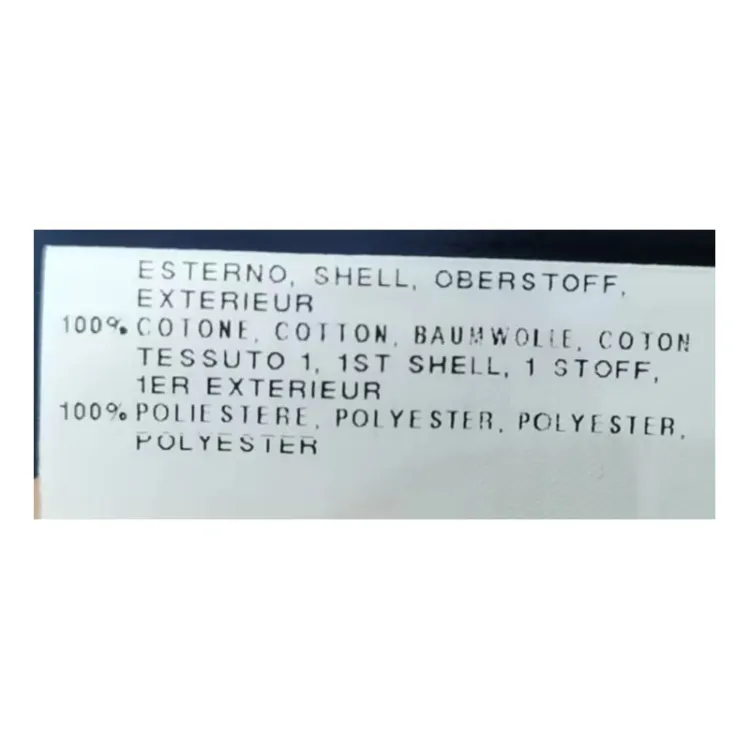 ESTERNO, SHELL, OBERSTOFF,
EXTERIEUR
100% COTONE, COTTON, BAUMWOLLE, COTON
TESSUTO 1, 1ST SHELL, 1 STOFF,
1ER EXTERIEUR
100% POLIESTERE, POLYESTER, POLYESTER,
POLYESTER